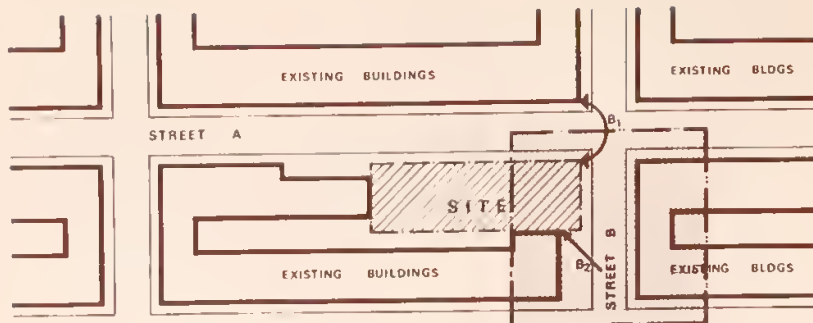 EXISTING BUILDINGS
EXISTING BLDGS
B1
STREET A
SITE
B2
STREET B
EXISTING BUILDINGS
EXISTING BLDGS